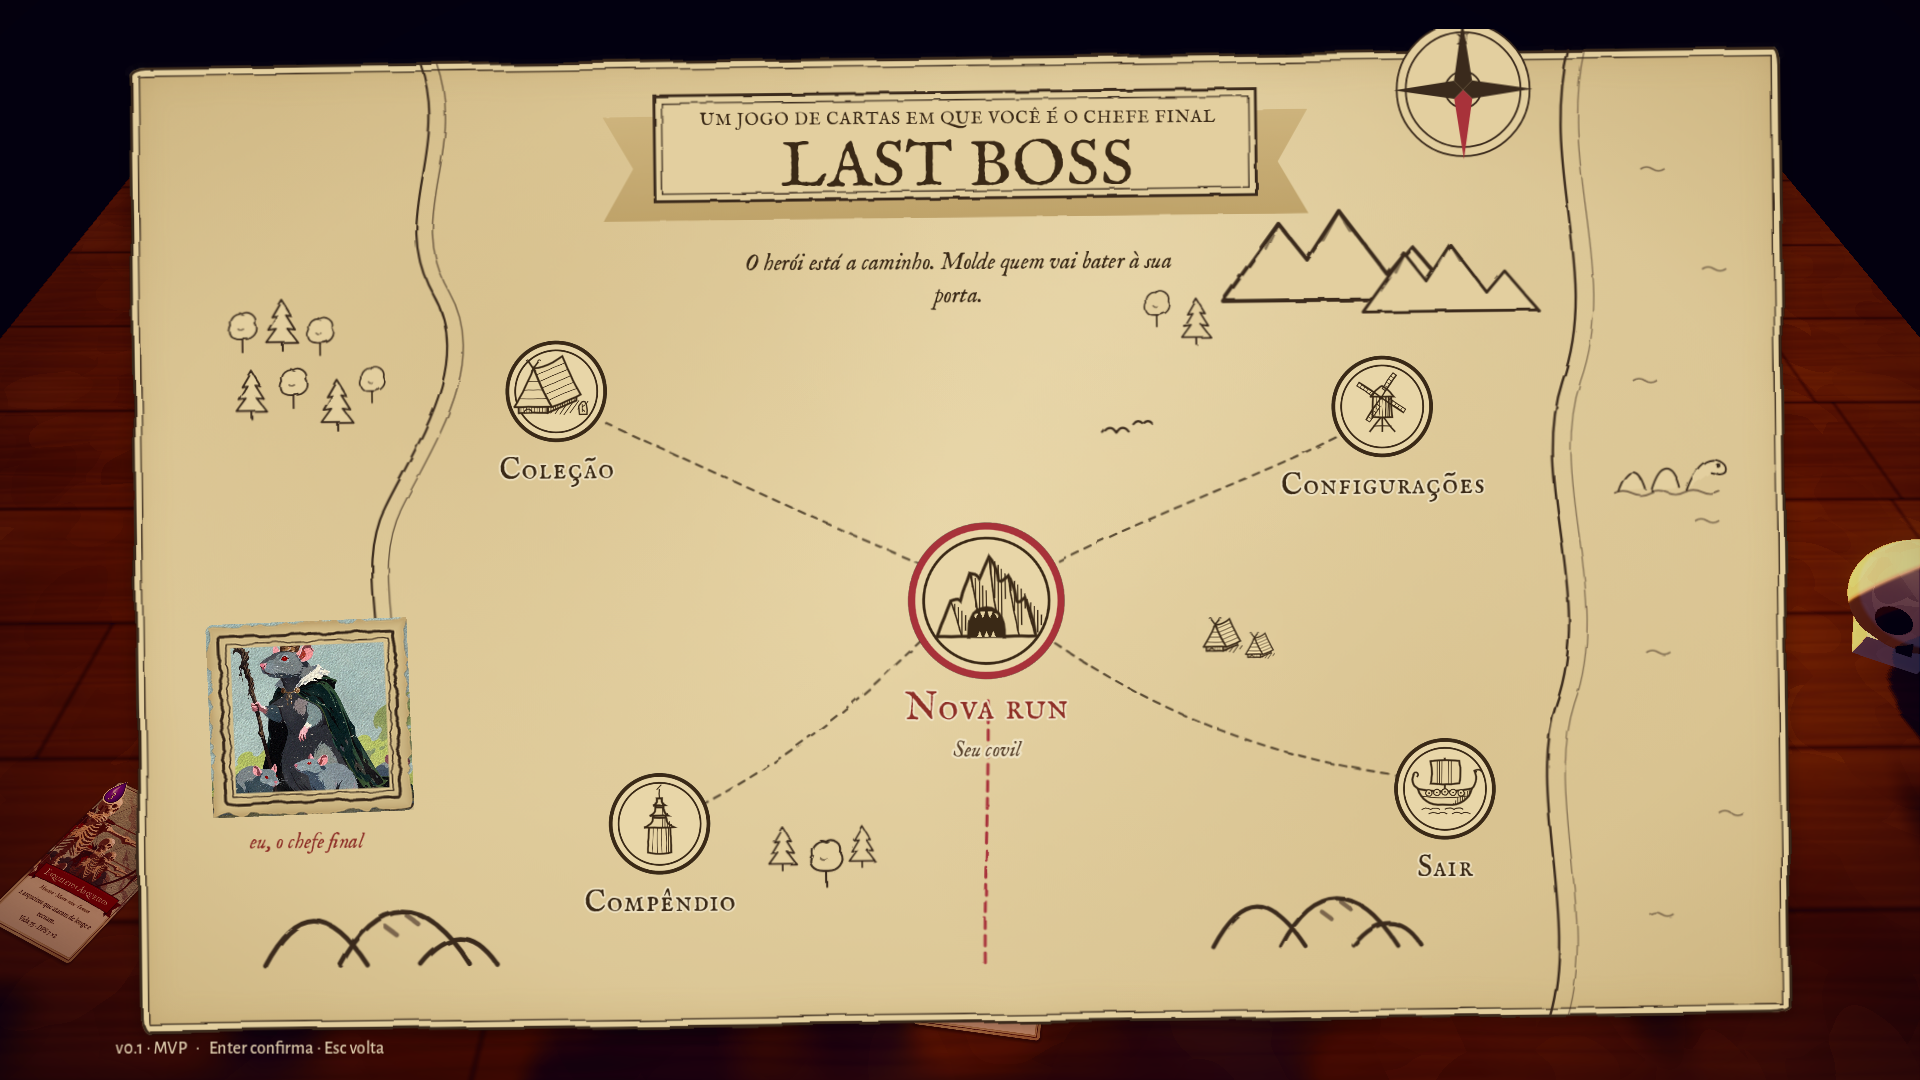 UM JOGO DE CARTAS EM QUE VOCÊ É O CHEFE FINAL
LAST BOSS
O herói está a caminho. Molde quem vai bater à sua
porta.
Coleção
Configurações
Nova run
Seu covil
eu, o chefe final
Compêndio
Sair
v0.1 · MVP · Enter confirma · Esc volta